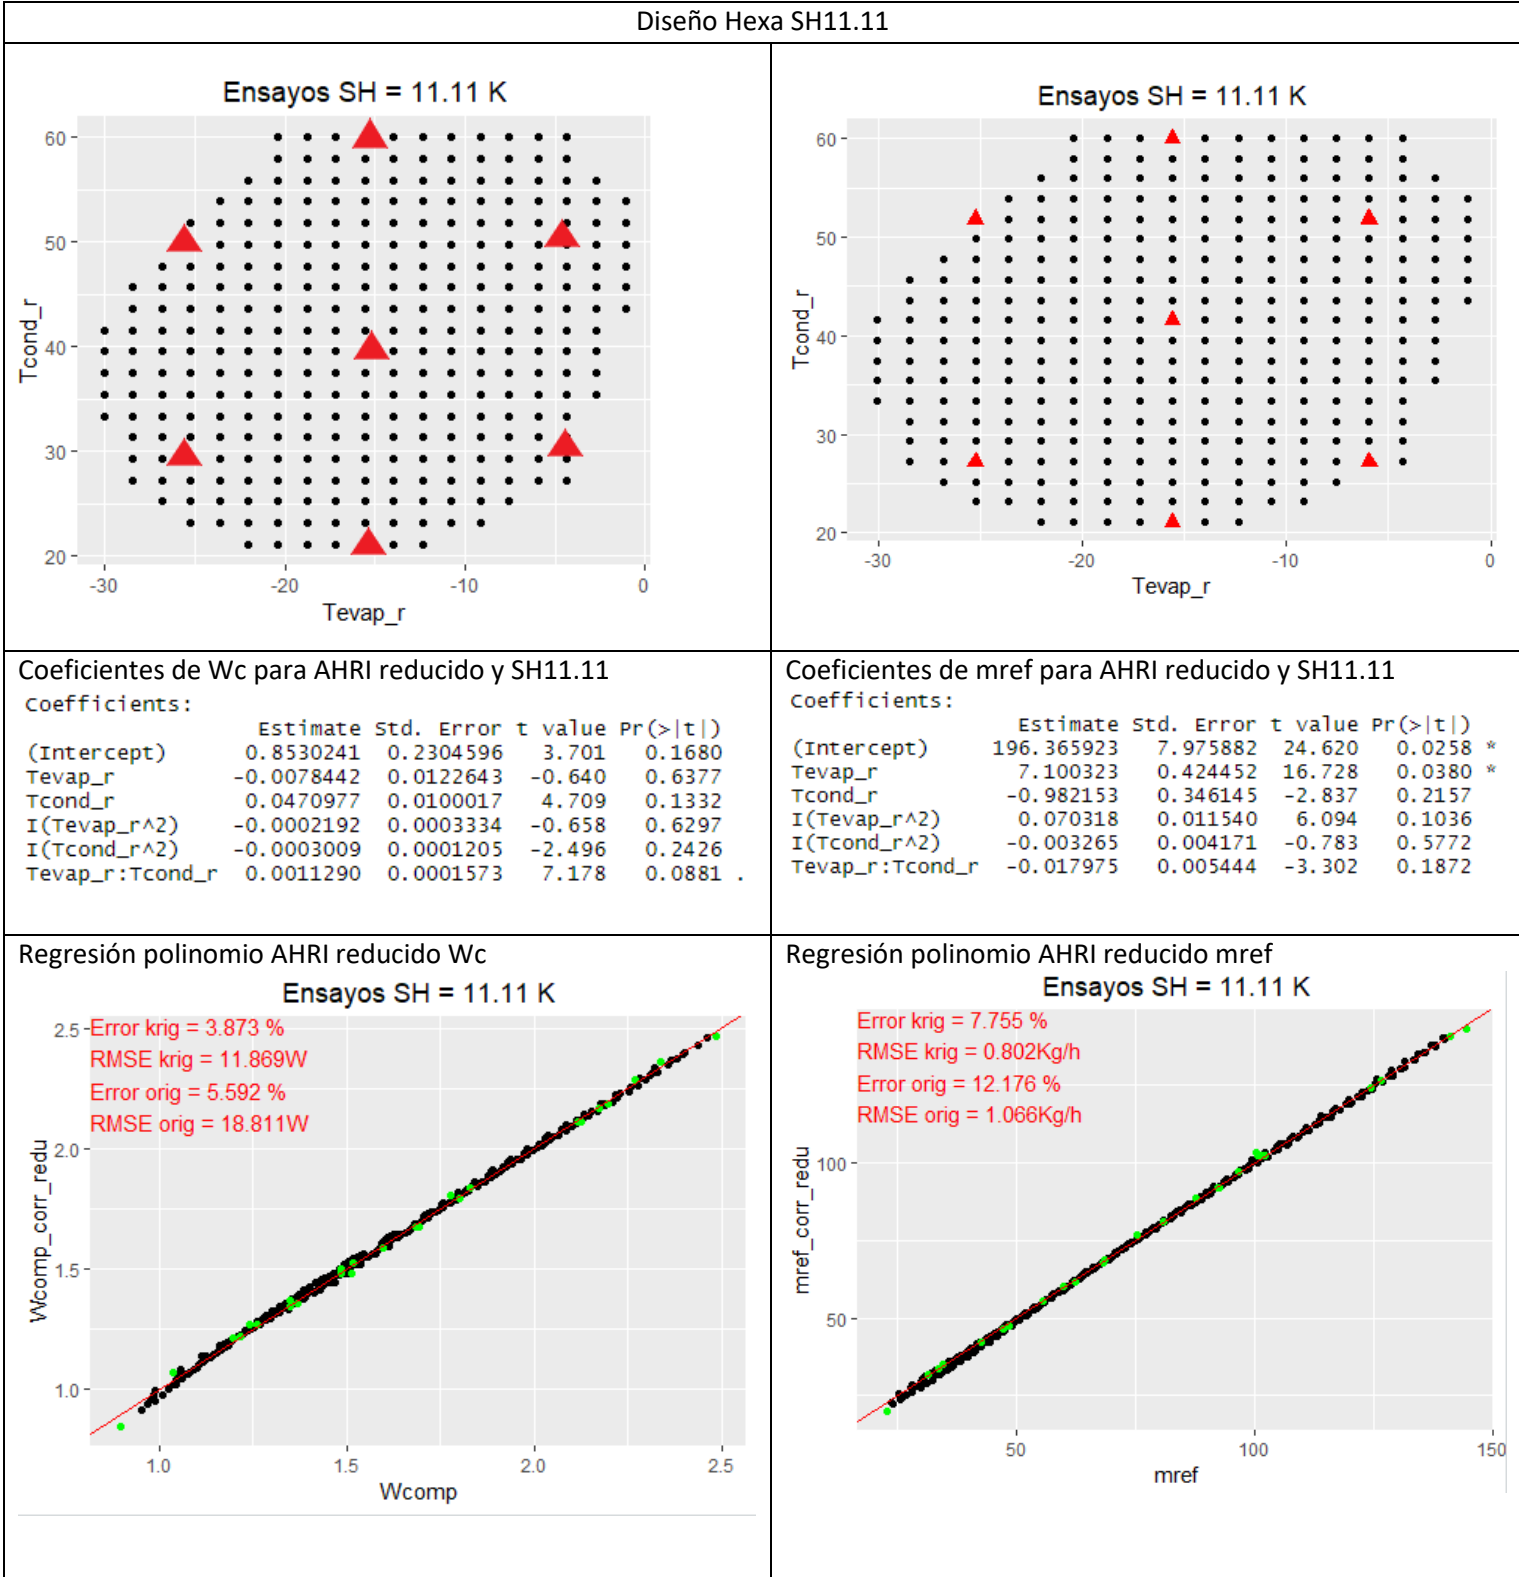 Diseño Hexa SH11.11
Ensayos SH = 11.11 K
60
50
40
30
20
Tcond_r
-30
-20
-10
0
Tevap_r
Ensayos SH = 11.11 K
60
50
40
30
20
Tcond_r
-30
-20
-10
0
Tevap_r
Coeficientes de Wc para AHRI reducido y SH11.11
Coefficients:
Estimate Std. Error t value Pr(>|t|)
(Intercept) 0.8530241 0.2304596 3.701 0.1680
Tevap_r -0.0078442 0.0122643 -0.640 0.6377
Tcond_r 0.0470977 0.0100017 4.709 0.1332
I(Tevap_r^2) -0.0002192 0.0003334 -0.658 0.6297
I(Tcond_r^2) -0.0003009 0.0001205 -2.496 0.2426
Tevap_r:Tcond_r 0.0011290 0.0001573 7.178 0.0881 .
Coeficientes de mref para AHRI reducido y SH11.11
Coefficients:
Estimate Std. Error t value Pr(>|t|)
(Intercept) 196.365923 7.975882 24.620 0.0258 *
Tevap_r 7.100323 0.424452 16.728 0.0380 *
Tcond_r -0.982153 0.346145 -2.837 0.2157
I(Tevap_r^2) 0.070318 0.011540 6.094 0.1036
I(Tcond_r^2) -0.003265 0.004171 -0.783 0.5772
Tevap_r:Tcond_r -0.017975 0.005444 -3.302 0.1872
Regresión polinomio AHRI reducido Wc
Ensayos SH = 11.11 K
Error krig = 3.873 %
RMSE krig = 11.869W
Error orig = 5.592 %
RMSE orig = 18.811W
2.5
2.0
1.5
1.0
Wcomp_corr_redu
1.0
1.5
2.0
2.5
Wcomp
Regresión polinomio AHRI reducido mref
Ensayos SH = 11.11 K
Error krig = 7.755 %
RMSE krig = 0.802Kg/h
Error orig = 12.176 %
RMSE orig = 1.066Kg/h
100
50
mref_corr_redu
50
100
150
mref